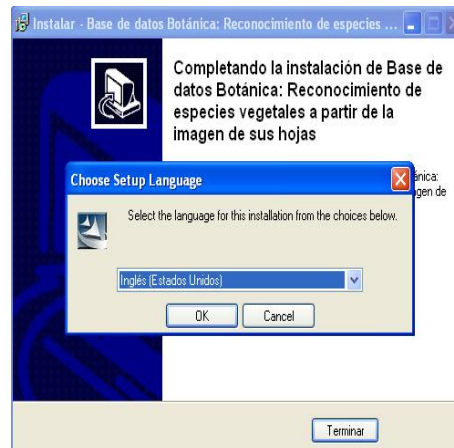 Instalar - Base de datos Botánica: Reconocimiento de especies ...
Completando la instalación de Base de
datos Botánica: Reconocimiento de
especies vegetales a partir de la
imagen de sus hojas
Choose Setup Language
Select the language for this installation from the choices below.
Inglés (Estados Unidos)
OK Cancel
Terminar